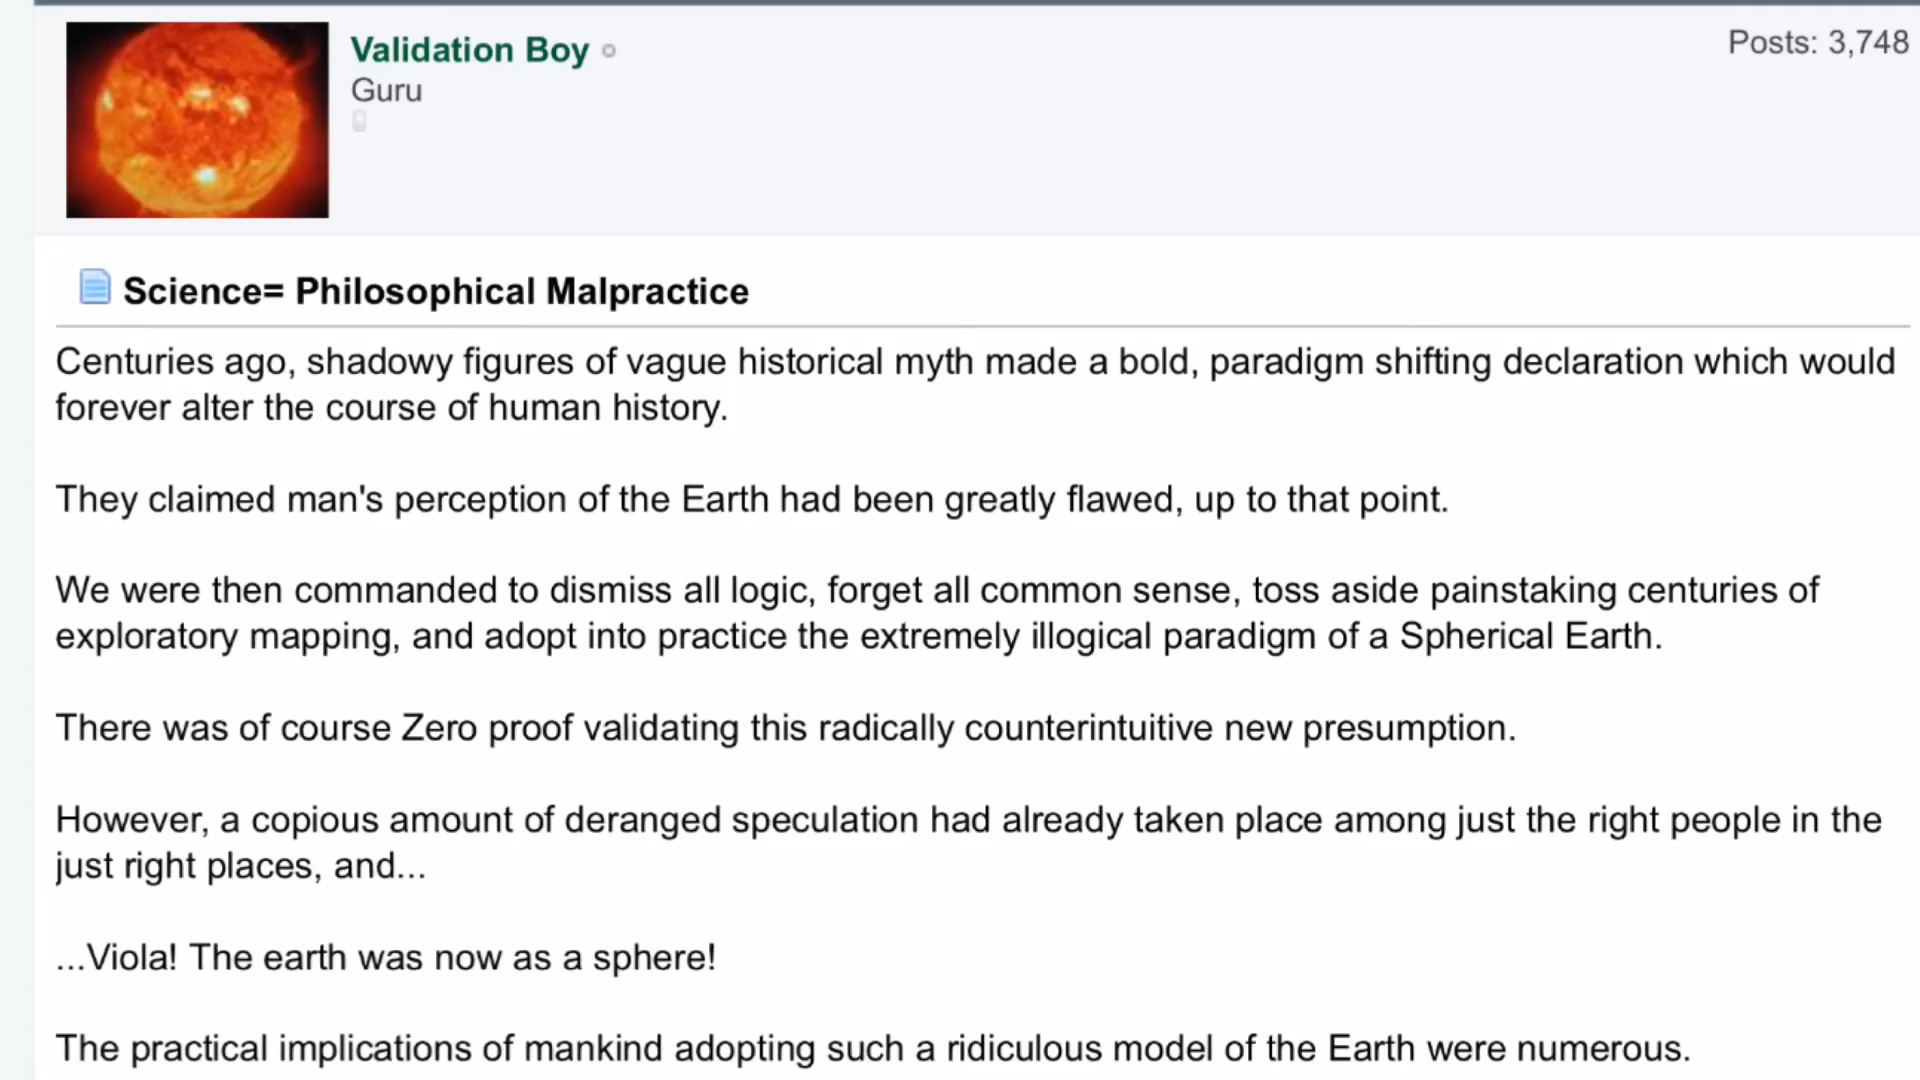 Validation Boy
Posts: 3,748
Guru
Science= Philosophical Malpractice
Centuries ago, shadowy figures of vague historical myth made a bold, paradigm shifting declaration which would
forever alter the course of human history.
They claimed man's perception of the Earth had been greatly flawed, up to that point.
We were then commanded to dismiss all logic, forget all common sense, toss aside painstaking centuries of
exploratory mapping, and adopt into practice the extremely illogical paradigm of a Spherical Earth.
There was of course Zero proof validating this radically counterintuitive new presumption.
However, a copious amount of deranged speculation had already taken place among just the right people in the
just right places, and...
...Viola! The earth was now as a sphere!
The practical implications of mankind adopting such a ridiculous model of the Earth were numerous.